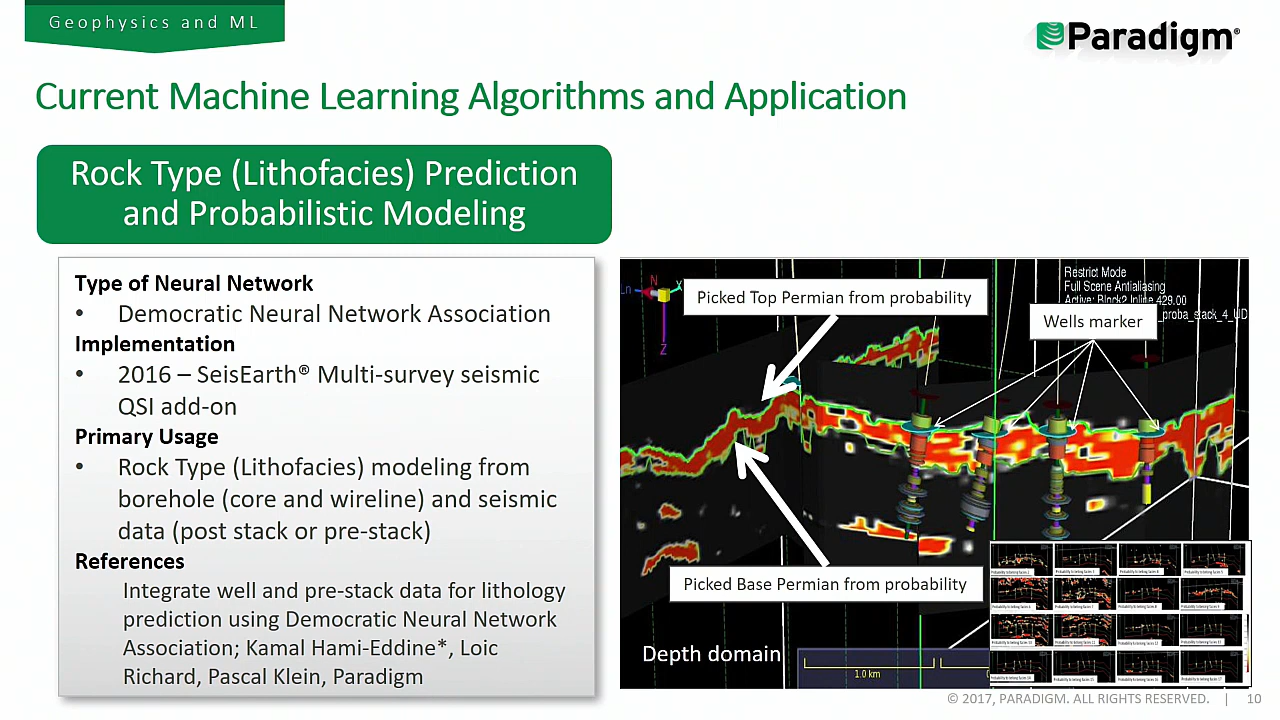 Geophysics and ML
Paradigm®
Current Machine Learning Algorithms and Application
Rock Type (Lithofacies) Prediction
and Probabilistic Modeling
Type of Neural Network
• Democratic Neural Network Association
Implementation
• 2016 – SeisEarth® Multi-survey seismic
QSI add-on
Primary Usage
• Rock Type (Lithofacies) modeling from
borehole (core and wireline) and seismic
data (post stack or pre-stack)
References
Integrate well and pre-stack data for lithology
prediction using Democratic Neural Network
Association; Kamal Hami-Eddine*, Loic
Richard, Pascal Klein, Paradigm
N
Ln
X
Z
Restrict Mode
Full Scene Antialiasing
Active: Block2 Inline 429.00
_proba_stack_4_UD
Picked Top Permian from probability
Wells marker
Picked Base Permian from probability
Depth domain
1.0 km
© 2017, PARADIGM. ALL RIGHTS RESERVED. | 10